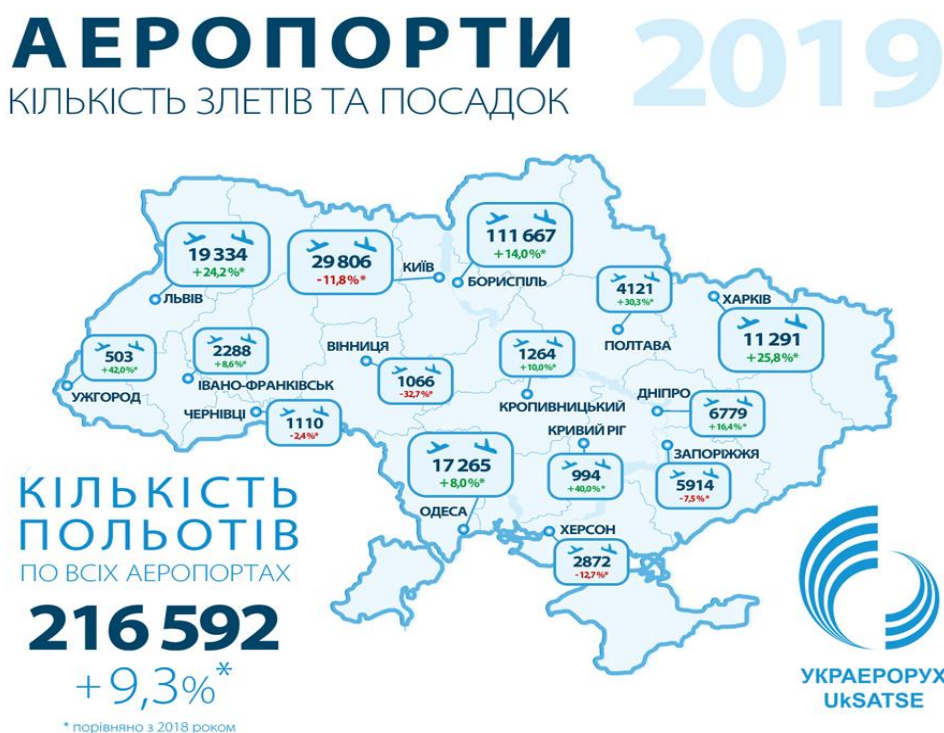 АЕРОПОРТИ
2019
КІЛЬКІСТЬ ЗЛЕТІВ ТА ПОСАДОК
19 334
+24,2%*
ЛЬВІВ
29 806
-11,8%*
КИЇВ
111 667
+14,0%*
БОРИСПІЛЬ
4121
+30,3%*
ПОЛТАВА
ХАРКІВ
11 291
+25,8%*
503
+42,0%*
УЖГОРОД
2288
+8,6%*
ІВАНО-ФРАНКІВСЬК
ВІННИЦЯ
1066
-32,7%*
1264
+10,0%*
КРОПИВНИЦЬКИЙ
ДНІПРО
6779
+16,4%*
ЧЕРНІВЦІ
1110
-2,4%*
КРИВИЙ РІГ
994
+40,0%*
ЗАПОРІЖЖЯ
5914
-7,5%*
17 265
+8,0%*
ОДЕСА
ХЕРСОН
2872
-12,7%*
КІЛЬКІСТЬ
ПОЛЬОТІВ
ПО ВСІХ АЕРОПОРТАХ
216 592
+9,3%*
* порівняно з 2018 роком
УКРАЕРОРУХ
UkSATSE